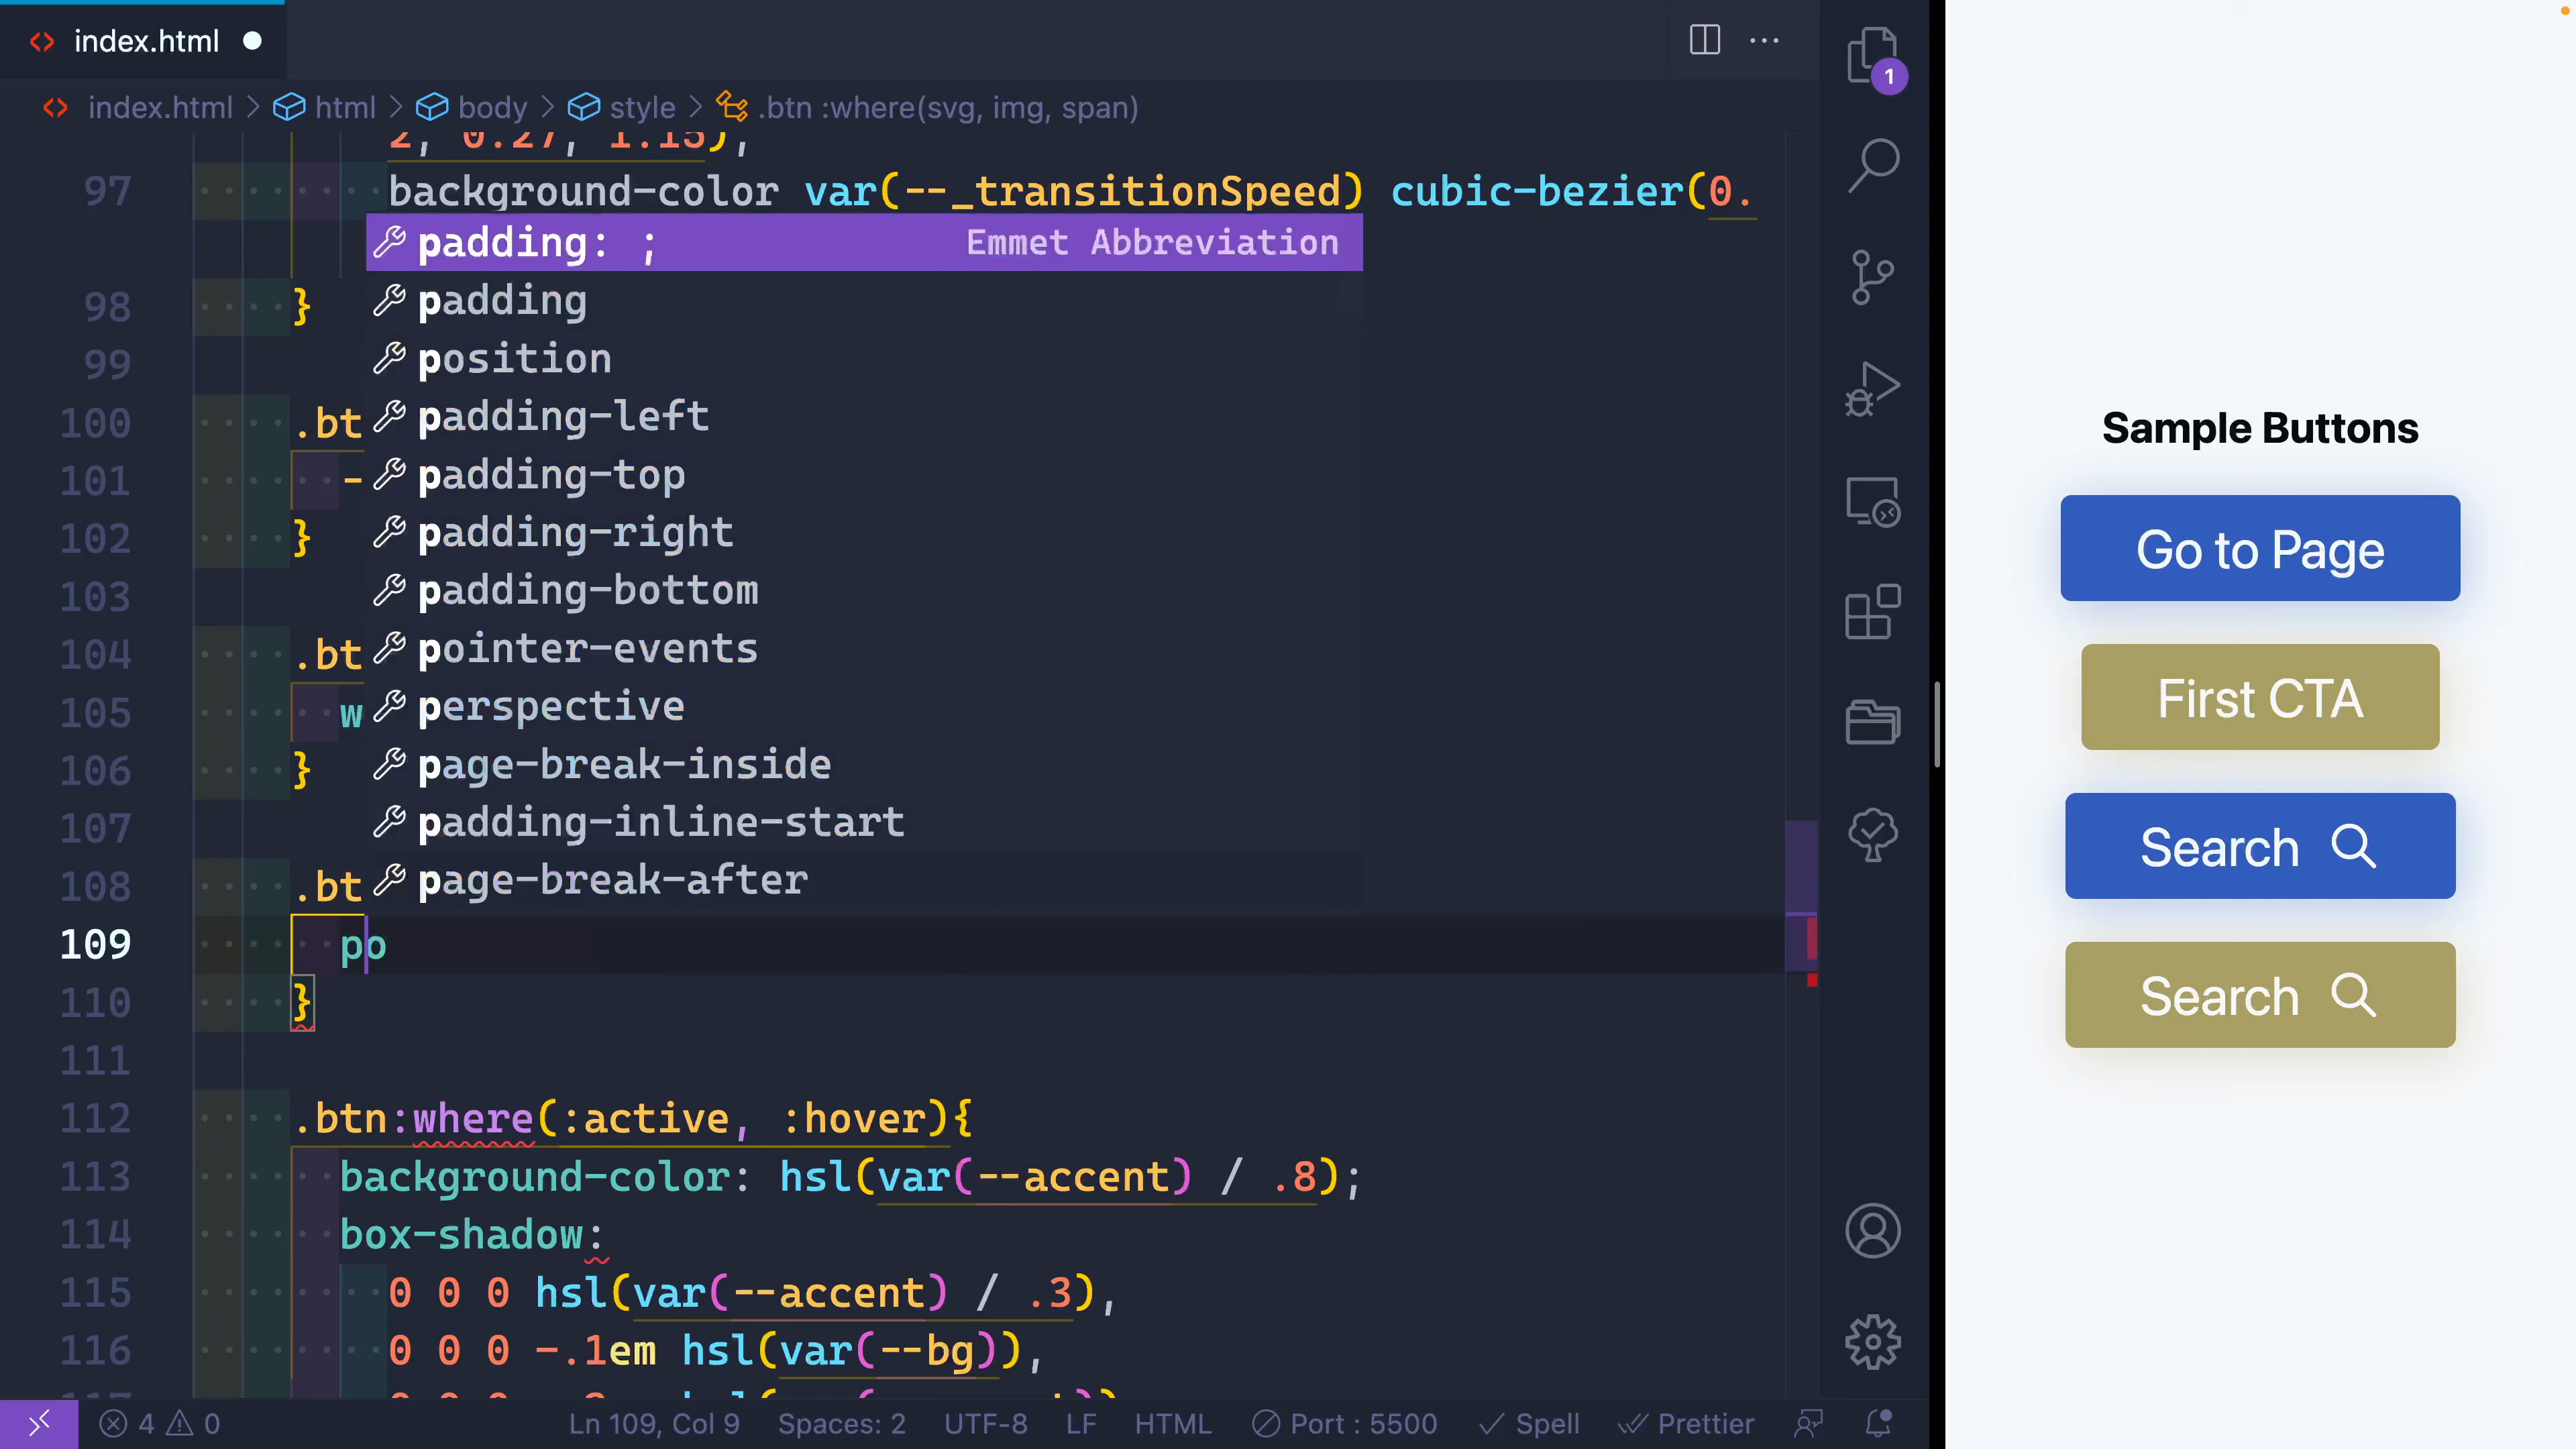 index.html
1
index.html > html > body > style > .btn :where(svg, img, span)
2, 0.27, 1.15),
97 background-color var(--_transitionSpeed) cubic-bezier(0.
padding: ; Emmet Abbreviation
padding
98 }
position
99
padding-left
100 .bt
padding-top
101 -
padding-right
102 }
padding-bottom
103
pointer-events
104 .bt
perspective
105 w
page-break-inside
106 }
padding-inline-start
107
page-break-after
108 .bt
109 po
110 }
111
112 .btn:where(:active, :hover){
113 background-color: hsl(var(--accent) / .8);
114 box-shadow:
115 0 0 0 hsl(var(--accent) / .3),
116 0 0 0 -.1em hsl(var(--bg)),
4 0 Ln 109, Col 9 Spaces: 2 UTF-8 LF HTML Port : 5500 Spell Prettier
Sample Buttons
Go to Page
First CTA
Search
Search